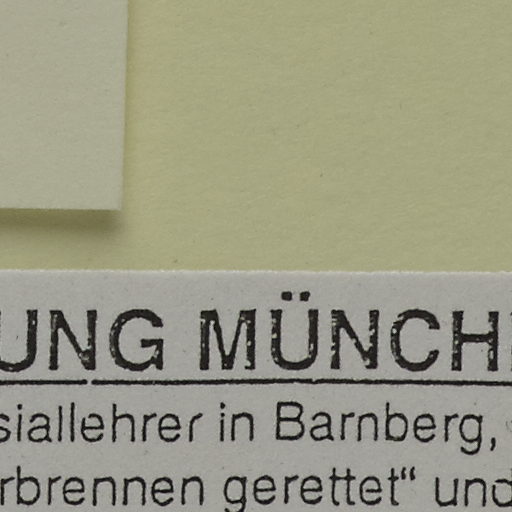 UNG MÜNCH
siallehrer in Barnberg,
rbrennen gerettet“ und